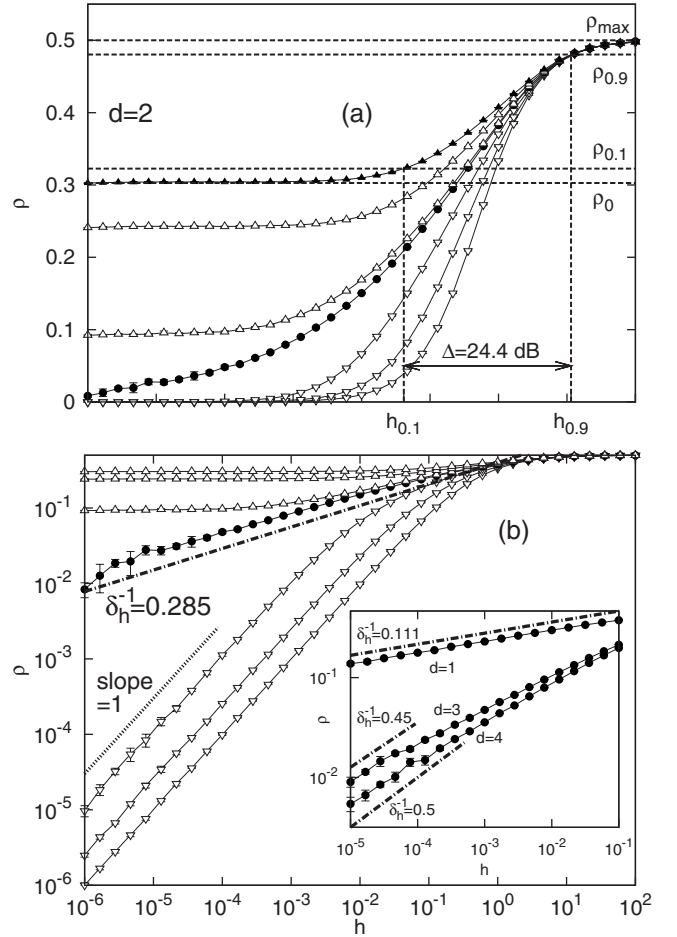 0.5
ρmax
ρ0.9
d=2
(a)
0.4
ρ0.1
0.3
ρ
ρ0
0.2
0.1
Δ=24.4 dB
0
h0.1
h0.9
10⁻¹
(b)
10⁻²
δh⁻¹=0.285
10⁻³
ρ
slope
=1
10⁻⁴
10⁻⁵
10⁻⁶
δh⁻¹=0.111
10⁻¹
d=1
δh⁻¹=0.45
d=3
ρ
d=4
10⁻²
δh⁻¹=0.5
10⁻⁵ 10⁻⁴ 10⁻³ 10⁻² 10⁻¹
h
10⁻⁶ 10⁻⁵ 10⁻⁴ 10⁻³ 10⁻² 10⁻¹ 10⁰ 10¹ 10²
h